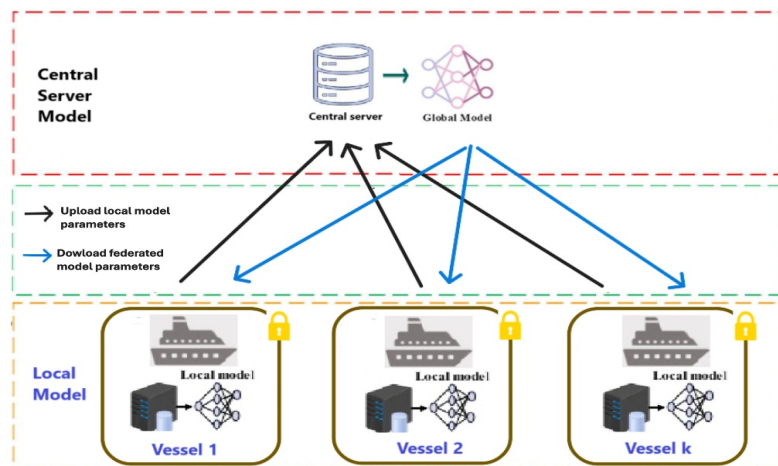 Central
Server
Model
Central server
Global Model
Upload local model
parameters
Dowload federated
model parameters
Local
Model
Local model
Vessel 1
Local model
Vessel 2
Local model
Vessel k